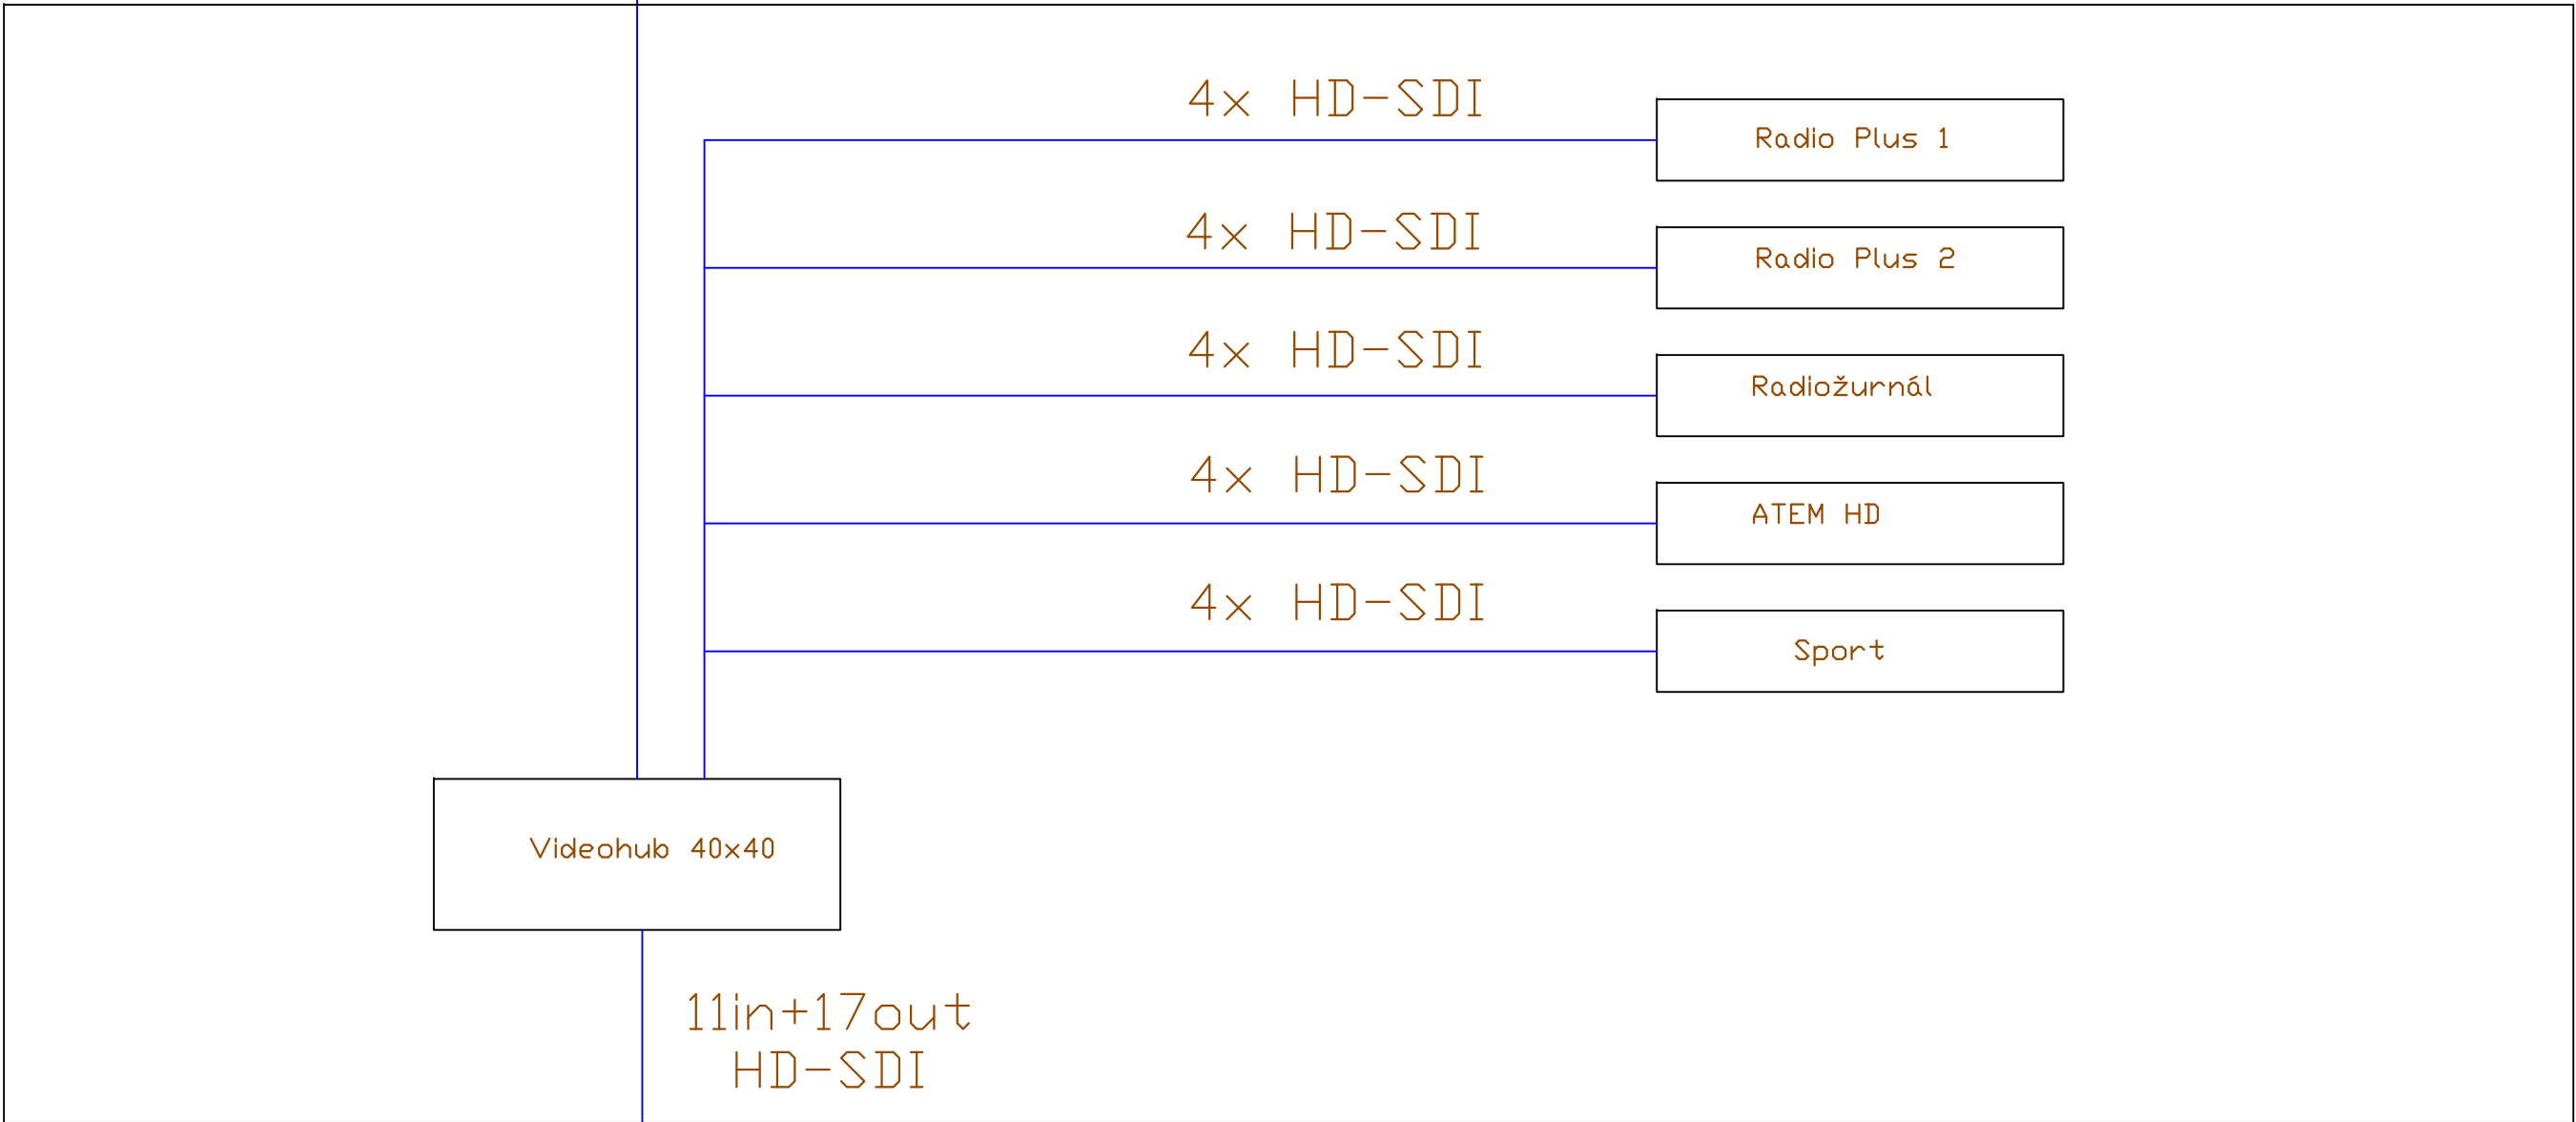 4x HD-SDI
Radio Plus 1
4x HD-SDI
Radio Plus 2
4x HD-SDI
Radiožurnál
4x HD-SDI
ATEM HD
4x HD-SDI
Sport
Videohub 40x40
11in+17out
HD-SDI